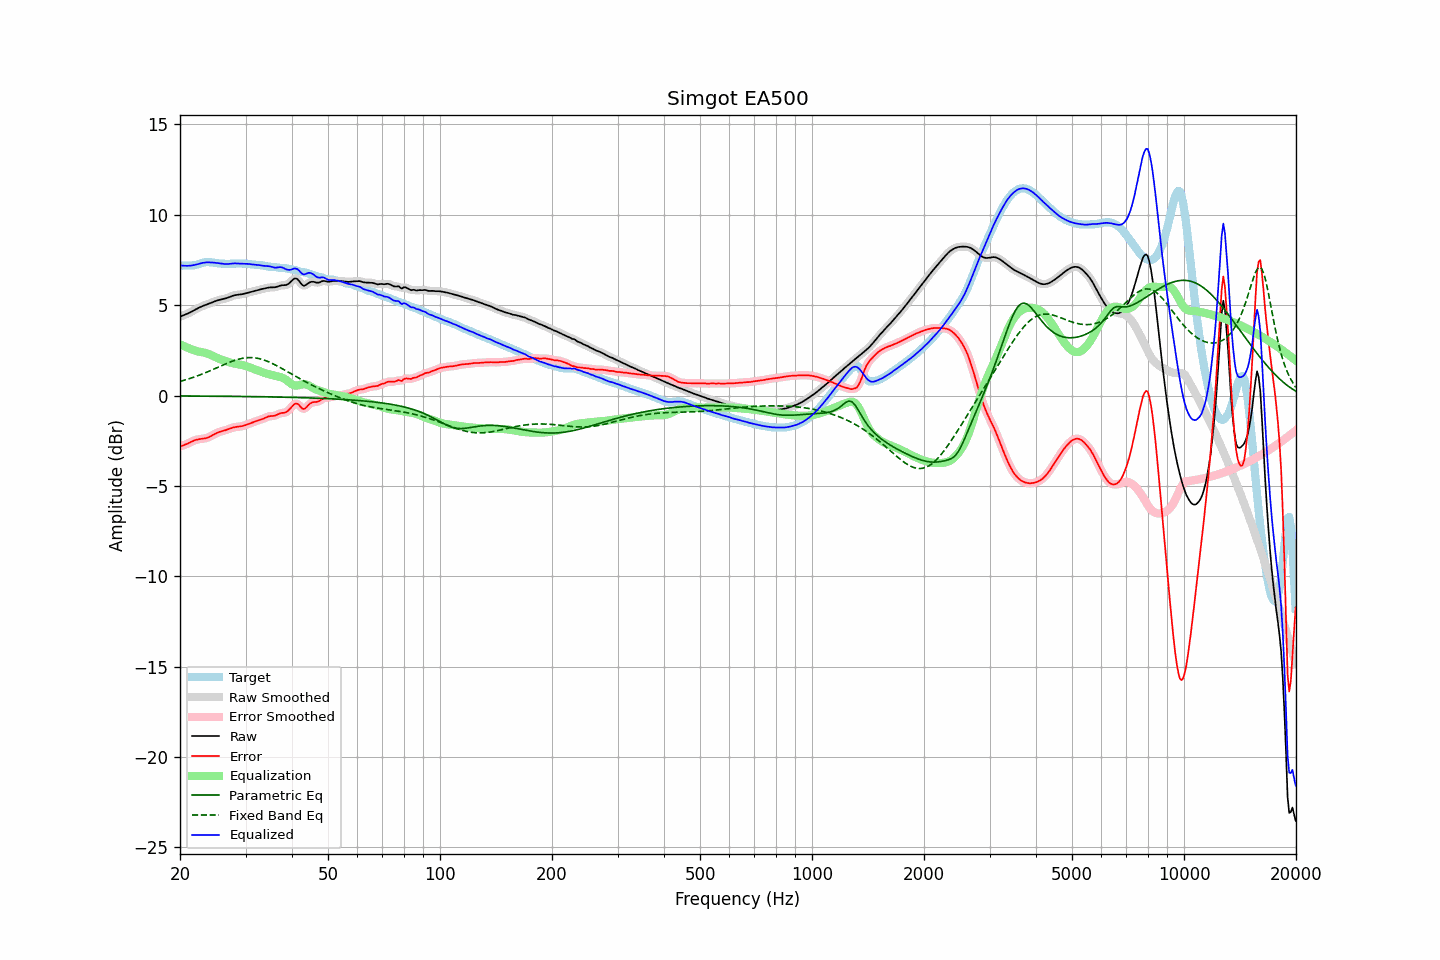 Simgot EA500
15
10
5
0
−5
−10
−15
−20
−25
Amplitude (dBr)
Target
Raw Smoothed
Error Smoothed
Raw
Error
Equalization
Parametric Eq
Fixed Band Eq
Equalized
20 50 100 200 500 1000 2000 5000 10000 20000
Frequency (Hz)